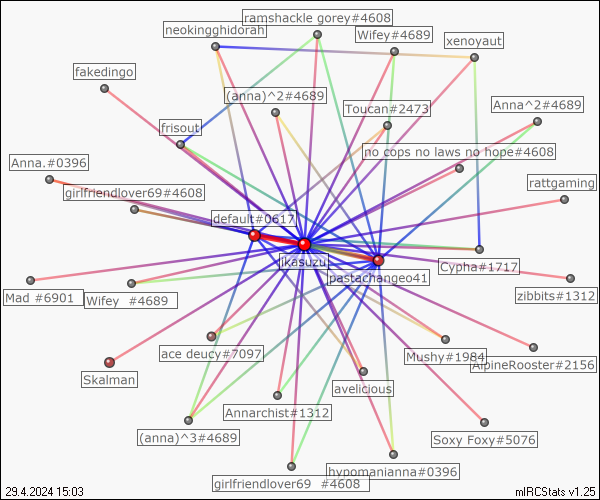 ramshackle gorey#4608
neokingghidorah
Wifey#4689
xenoyaut
fakedingo
(anna)^2#4689
Toucan#2473
Anna^2#4689
frisout
no cops no laws no hope#4608
Anna.#0396
girlfriendlover69#4608
rattgaming
default#0617
jkasuzu
Cypha#1717
pastachangeo41
zibbits#1312
Mad #6901
Wifey #4689
ace deucy#7097
Mushy#1984
AlpineRooster#2156
Skalman
avelicious
Annarchist#1312
(anna)^3#4689
Soxy Foxy#5076
hypomanianna#0396
girlfriendlover69 #4608
29.4.2024 15:03
mIRCStats v1.25